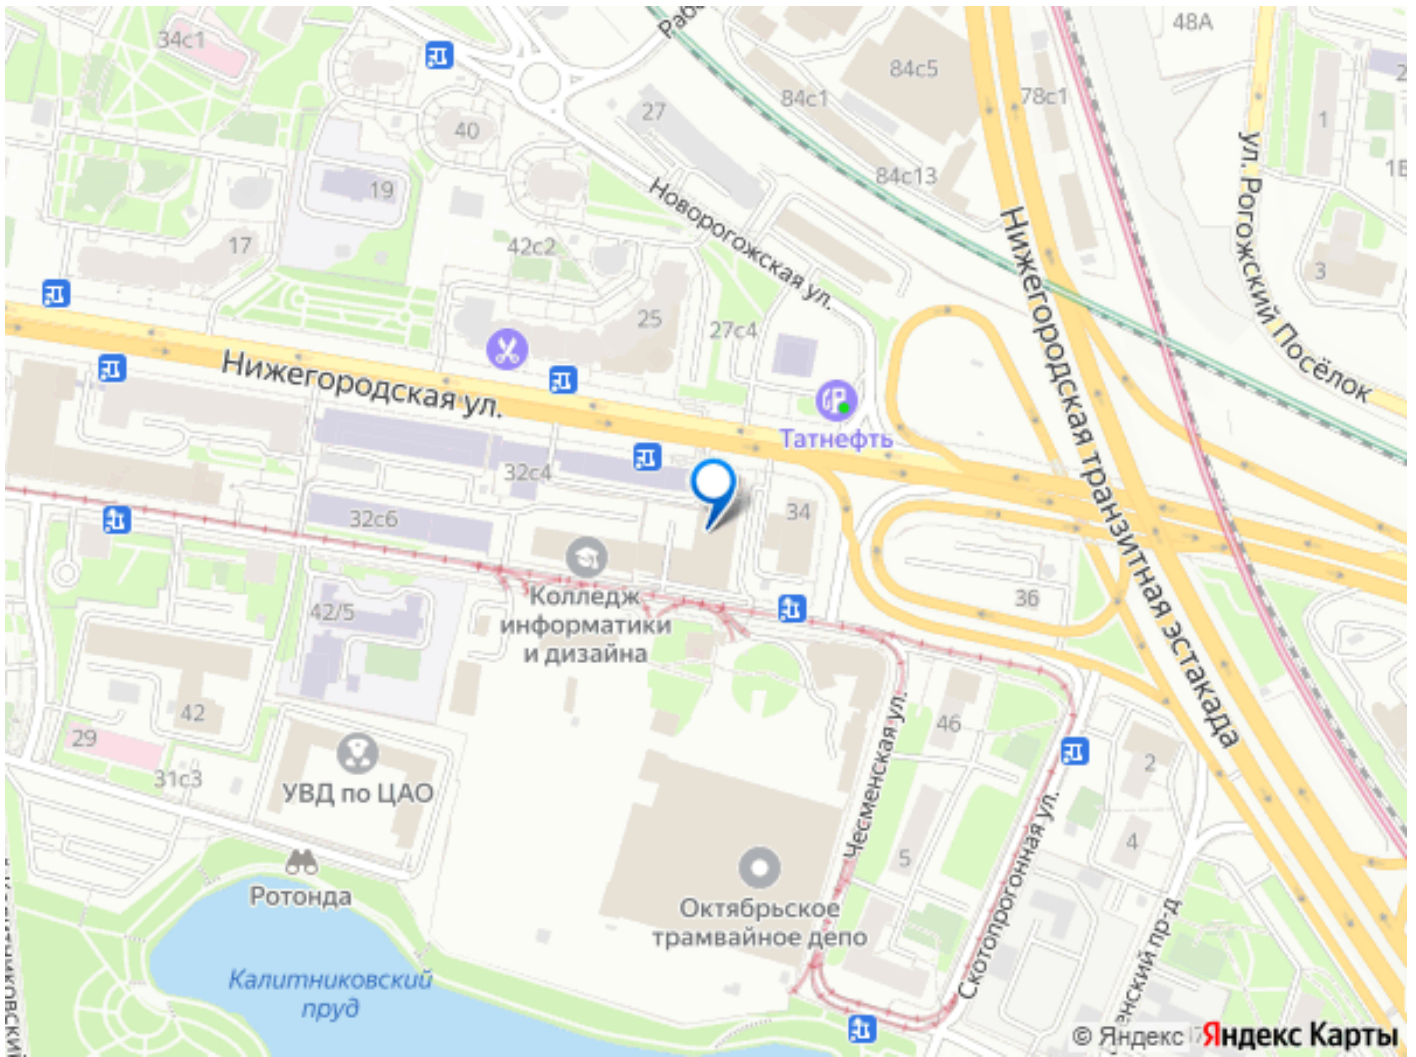 34с1
48А
84с5
84с1
78с1
27
40
1
84с13
19
ул. Рогожский Посёлок
Новорогожская ул.
17
42с2
Нижегородская транзитная эстакада
3
25
27с4
Нижегородская ул.
Татнефть
32с4
32с6
34
Колледж
информатики
и дизайна
36
42/5
42
46
29
31с3
УВД по ЦАО
Чесменская ул.
2
4
5
Скотопрогонная ул.
Ротонда
Октябрьское
трамвайное депо
Калитниковский
пруд
© Яндекс
Яндекс Карты